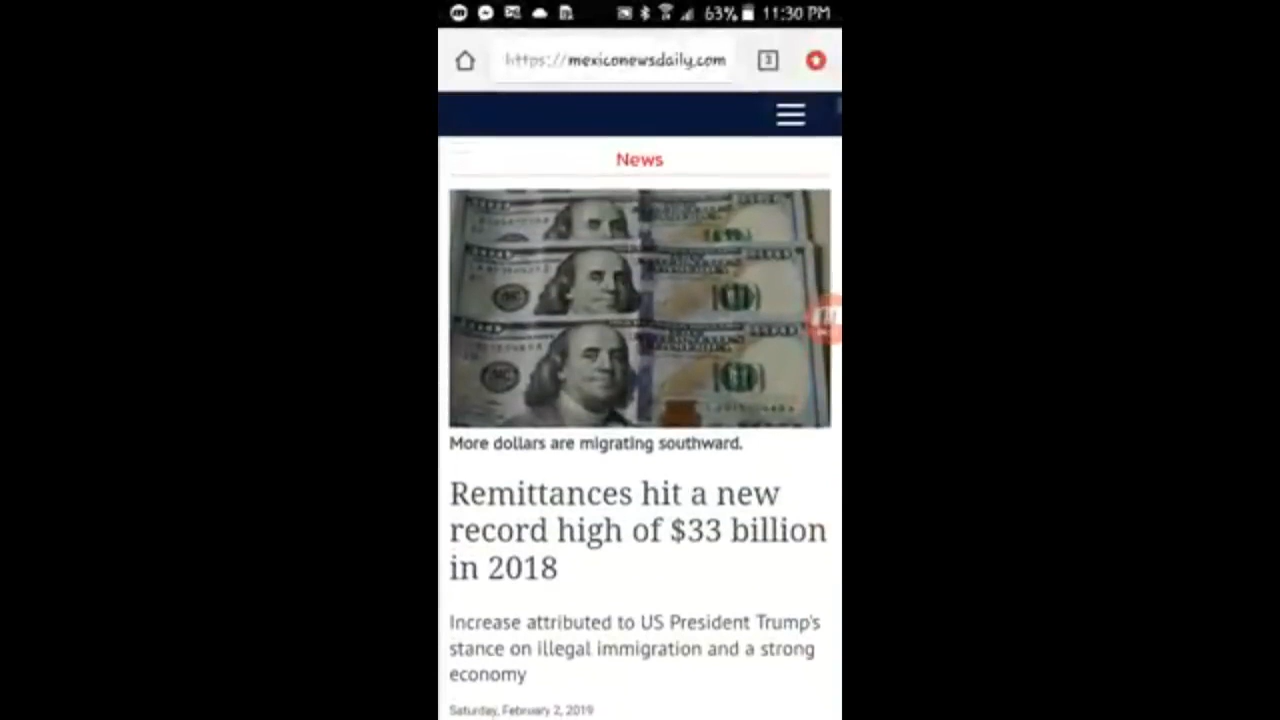 63% 11:30 PM
https://mexiconewsdaily.com
3
News
More dollars are migrating southward.
Remittances hit a new
record high of $33 billion
in 2018
Increase attributed to US President Trump's
stance on illegal immigration and a strong
economy
Saturday, February 2, 2019